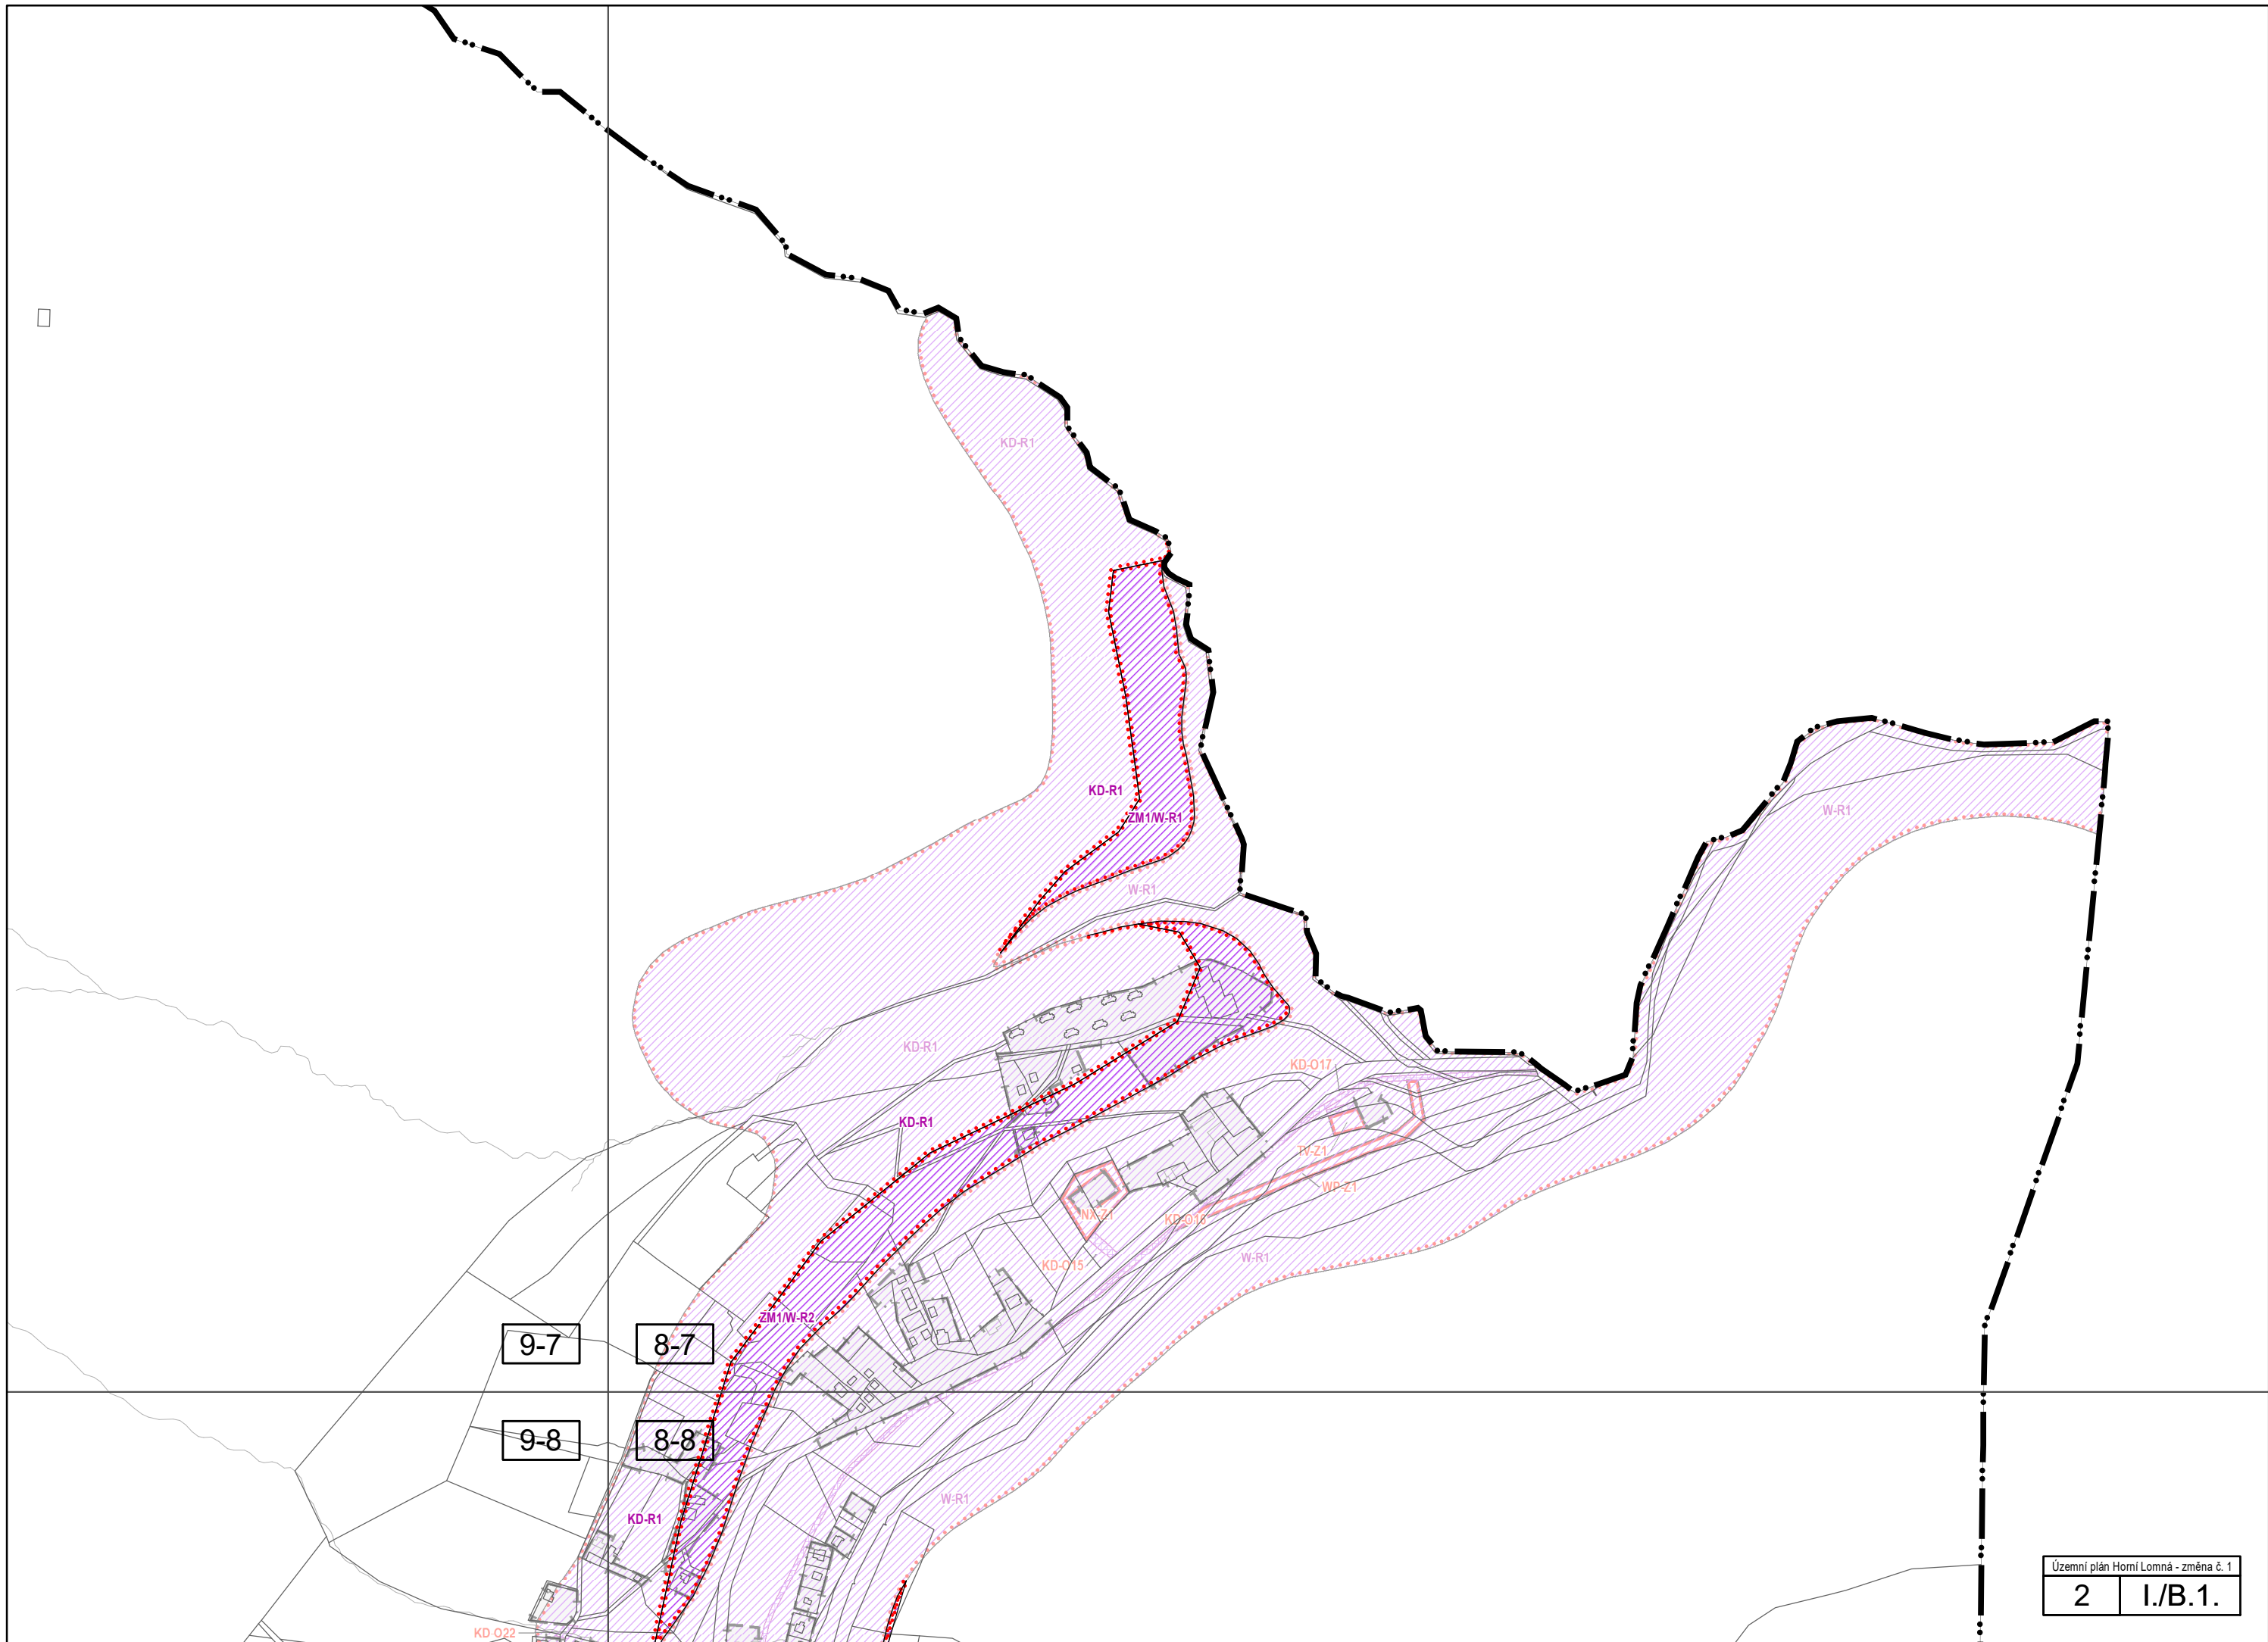 KD-R1
KD-R1
ZM1/W-R1
W-R1
W-R1
KD-R1
KD-O17
KD-R1
TV-Z1
WP-Z1
NX-Z1
KD-O16
W-R1
KD-O15
ZM1/W-R2
9-7
8-7
9-8
8-8
W-R1
KD-R1
KD-O22
Územní plán Horní Lomná - změna č. 1
2
I./B.1.